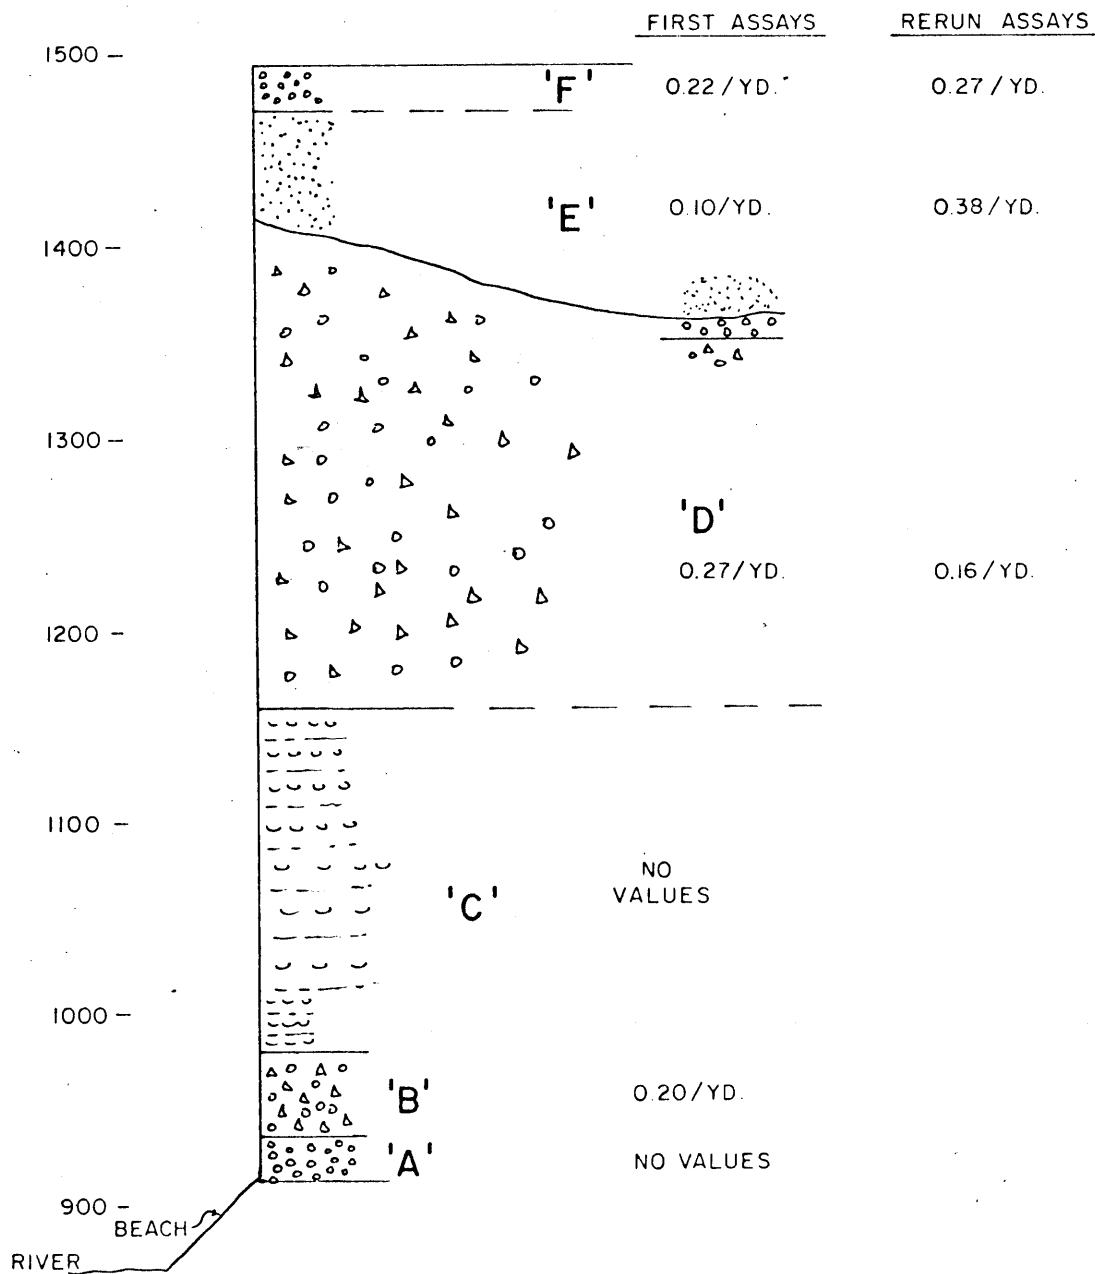 FIRST ASSAYS RERUN ASSAYS
1500 –
'F' 0.22 / YD. 0.27 / YD.
'E' 0.10/YD. 0.38/YD.
1400 –
1300 –
'D'
0.27/YD. 0.16/YD.
1200 –
1100 –
NO
VALUES
'C'
1000 –
'B' 0.20/YD.
'A' NO VALUES
900 –
BEACH
RIVER